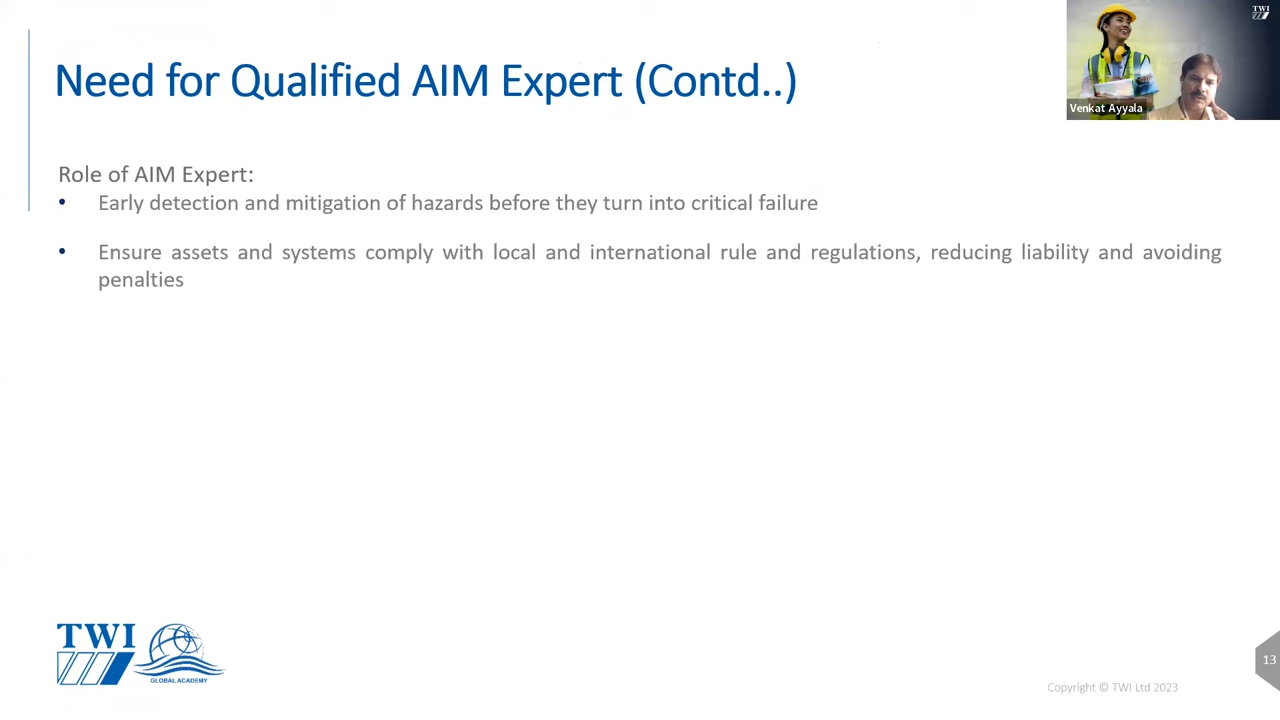 TWI
Venkat Ayyala
Need for Qualified AIM Expert (Contd..)
Role of AIM Expert:
• Early detection and mitigation of hazards before they turn into critical failure
• Ensure assets and systems comply with local and international rule and regulations, reducing liability and avoiding
penalties
TWI
GLOBAL ACADEMY
Copyright © TWI Ltd 2023
13